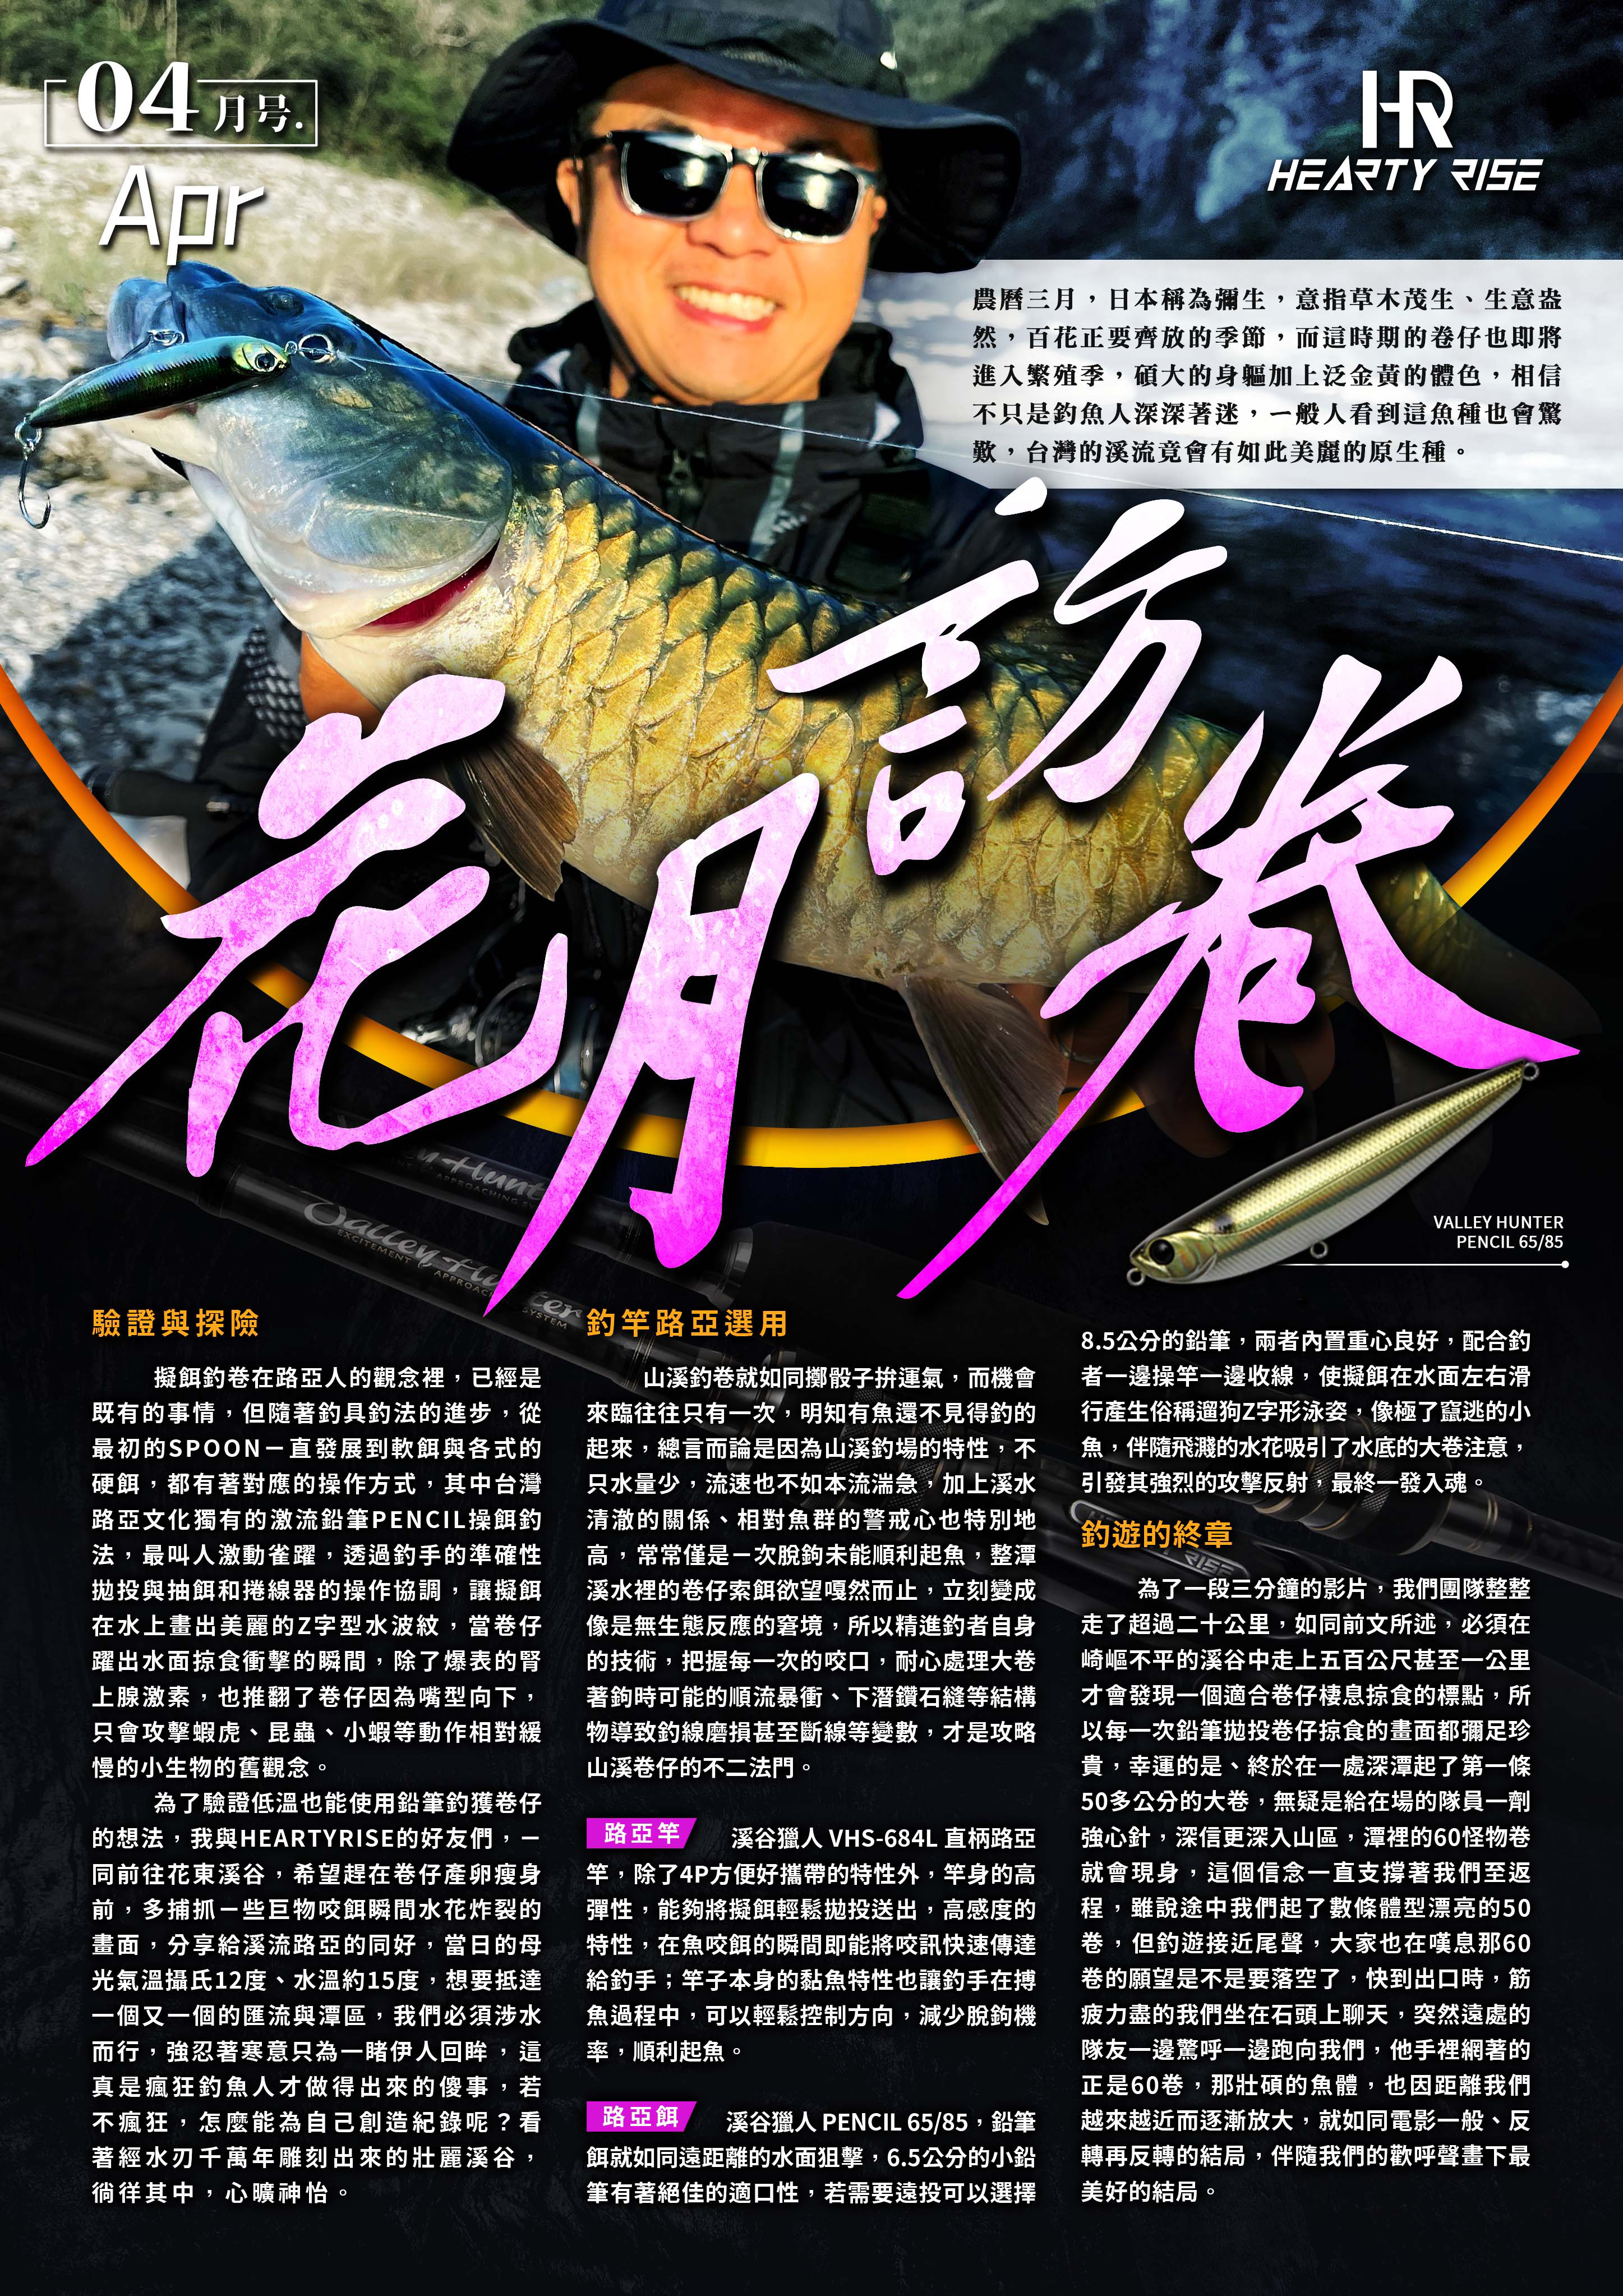 04月号.
Apr
HR
HEARTY RISE
農曆三月，日本稱為彌生，意指草木茂生、生意盎
然，百花正要齊放的季節，而這時期的卷仔也即將
進入繁殖季，碩大的身軀加上泛金黃的體色，相信
不只是釣魚人深深著迷，一般人看到這魚種也會驚
歎，台灣的溪流竟會有如此美麗的原生種。
花月訪卷
VALLEY HUNTER
PENCIL 65/85
Valley Hunter
EXCITEMENT APPROACHING SYSTEM
驗證與探險
擬餌釣卷在路亞人的觀念裡，已經是
既有的事情，但隨著釣具釣法的進步，從
最初的SPOON一直發展到軟餌與各式的
硬餌，都有著對應的操作方式，其中台灣
路亞文化獨有的激流鉛筆PENCIL操餌釣
法，最叫人激動雀躍，透過釣手的準確性
拋投與抽餌和捲線器的操作協調，讓擬餌
在水上畫出美麗的Z字型水波紋，當卷仔
躍出水面掠食衝擊的瞬間，除了爆表的腎
上腺激素，也推翻了卷仔因為嘴型向下，
只會攻擊蝦虎、昆蟲、小蝦等動作相對緩
慢的小生物的舊觀念。
為了驗證低溫也能使用鉛筆釣獲卷仔
的想法，我與HEARTYRISE的好友們，一
同前往花東溪谷，希望趕在卷仔產卵瘦身
前，多捕抓一些巨物咬餌瞬間水花炸裂的
畫面，分享給溪流路亞的同好，當日的母
光氣溫攝氏12度、水溫約15度，想要抵達
一個又一個的匯流與潭區，我們必須涉水
而行，強忍著寒意只為一睹伊人回眸，這
真是瘋狂釣魚人才做得出來的傻事，若
不瘋狂，怎麼能為自己創造紀錄呢？看
著經水刃千萬年雕刻出來的壯麗溪谷，
徜徉其中，心曠神怡。
釣竿路亞選用
山溪釣卷就如同擲骰子拚運氣，而機會
來臨往往只有一次，明知有魚還不見得釣的
起來，總言而論是因為山溪釣場的特性，不
只水量少，流速也不如本流湍急，加上溪水
清澈的關係、相對魚群的警戒心也特別地
高，常常僅是一次脫鉤未能順利起魚，整潭
溪水裡的卷仔索餌欲望嘎然而止，立刻變成
像是無生態反應的窘境，所以精進釣者自身
的技術，把握每一次的咬口，耐心處理大卷
著鉤時可能的順流暴衝、下潛鑽石縫等結構
物導致釣線磨損甚至斷線等變數，才是攻略
山溪卷仔的不二法門。
路亞竿 溪谷獵人 VHS-684L 直柄路亞
竿，除了4P方便好攜帶的特性外，竿身的高
彈性，能夠將擬餌輕鬆拋投送出，高感度的
特性，在魚咬餌的瞬間即能將咬訊快速傳達
給釣手；竿子本身的黏魚特性也讓釣手在搏
魚過程中，可以輕鬆控制方向，減少脫鉤機
率，順利起魚。
路亞餌 溪谷獵人 PENCIL 65/85，鉛筆
餌就如同遠距離的水面狙擊，6.5公分的小鉛
筆有著絕佳的適口性，若需要遠投可以選擇
8.5公分的鉛筆，兩者內置重心良好，配合釣
者一邊操竿一邊收線，使擬餌在水面左右滑
行產生俗稱遛狗Z字形泳姿，像極了竄逃的小
魚，伴隨飛濺的水花吸引了水底的大卷注意，
引發其強烈的攻擊反射，最終一發入魂。
釣遊的終章
為了一段三分鐘的影片，我們團隊整整
走了超過二十公里，如同前文所述，必須在
崎嶇不平的溪谷中走上五百公尺甚至一公里
才會發現一個適合卷仔棲息掠食的標點，所
以每一次鉛筆拋投卷仔掠食的畫面都彌足珍
貴，幸運的是、終於在一處深潭起了第一條
50多公分的大卷，無疑是給在場的隊員一劑
強心針，深信更深入山區，潭裡的60怪物卷
就會現身，這個信念一直支撐著我們至返
程，雖說途中我們起了數條體型漂亮的50
卷，但釣遊接近尾聲，大家也在嘆息那60
卷的願望是不是要落空了，快到出口時，筋
疲力盡的我們坐在石頭上聊天，突然遠處的
隊友一邊驚呼一邊跑向我們，他手裡網著的
正是60卷，那壯碩的魚體，也因距離我們
越來越近而逐漸放大，就如同電影一般、反
轉再反轉的結局，伴隨我們的歡呼聲畫下最
美好的結局。